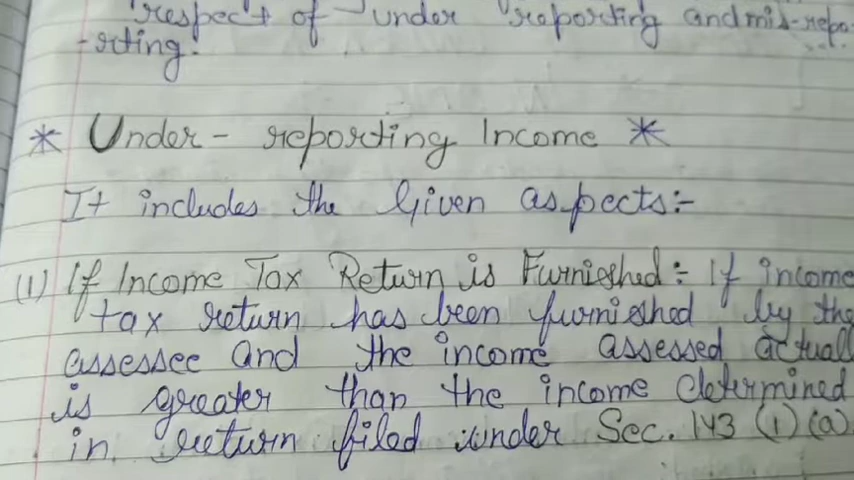 respect of under reporting and mis-repo
-rting.
* Under - reporting Income *
It includes the Given aspects:-
(1) If Income Tax Return is Furnished:- If income
tax return has been furnished by the
assessee and the income assessed actuall
is greater than the income determined
in return filed under Sec. 143 (1) (a)